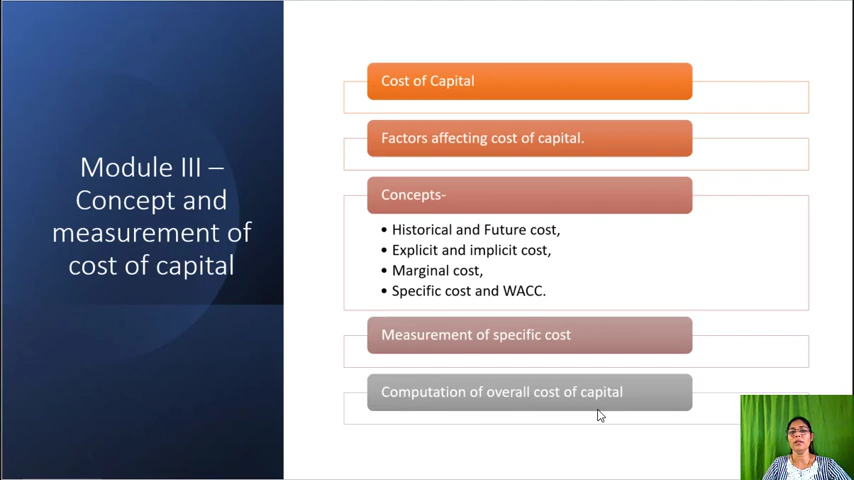 Module III –
Concept and
measurement of
cost of capital
Cost of Capital
Factors affecting cost of capital.
Concepts-
• Historical and Future cost,
• Explicit and implicit cost,
• Marginal cost,
• Specific cost and WACC.
Measurement of specific cost
Computation of overall cost of capital